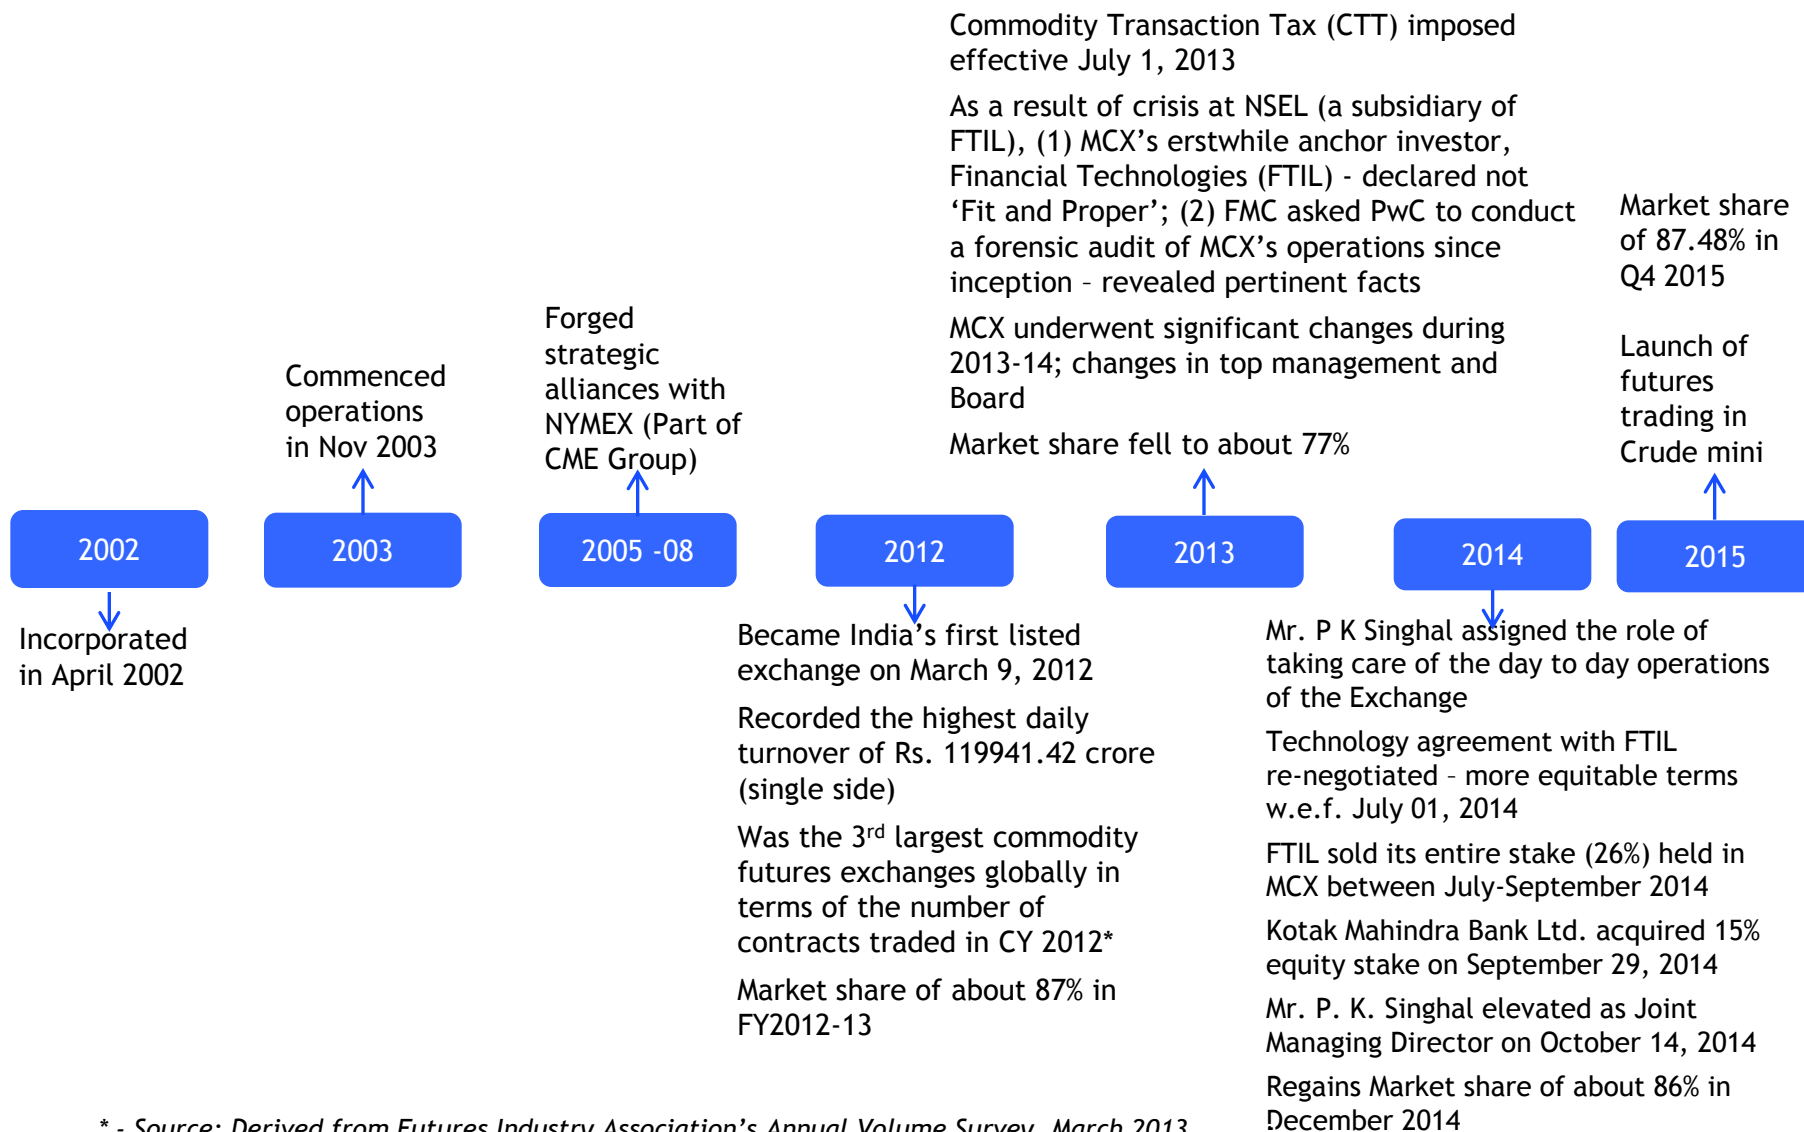 Commodity Transaction Tax (CTT) imposed
effective July 1, 2013
As a result of crisis at NSEL (a subsidiary of
FTIL), (1) MCX’s erstwhile anchor investor,
Financial Technologies (FTIL) - declared not
‘Fit and Proper’; (2) FMC asked PwC to conduct
a forensic audit of MCX’s operations since
inception – revealed pertinent facts
MCX underwent significant changes during
2013-14; changes in top management and
Board
Market share fell to about 77%
Market share
of 87.48% in
Q4 2015
Launch of
futures
trading in
Crude mini
Forged
strategic
alliances with
NYMEX (Part of
CME Group)
Commenced
operations
in Nov 2003
2002
2003
2005 -08
2012
2013
2014
2015
Incorporated
in April 2002
Became India’s first listed
exchange on March 9, 2012
Recorded the highest daily
turnover of Rs. 119941.42 crore
(single side)
Was the 3rd largest commodity
futures exchanges globally in
terms of the number of
contracts traded in CY 2012*
Market share of about 87% in
FY2012-13
Mr. P K Singhal assigned the role of
taking care of the day to day operations
of the Exchange
Technology agreement with FTIL
re-negotiated – more equitable terms
w.e.f. July 01, 2014
FTIL sold its entire stake (26%) held in
MCX between July-September 2014
Kotak Mahindra Bank Ltd. acquired 15%
equity stake on September 29, 2014
Mr. P. K. Singhal elevated as Joint
Managing Director on October 14, 2014
Regains Market share of about 86% in
December 2014
* - Source: Derived from Futures Industry Association’s Annual Volume Survey, March 2013